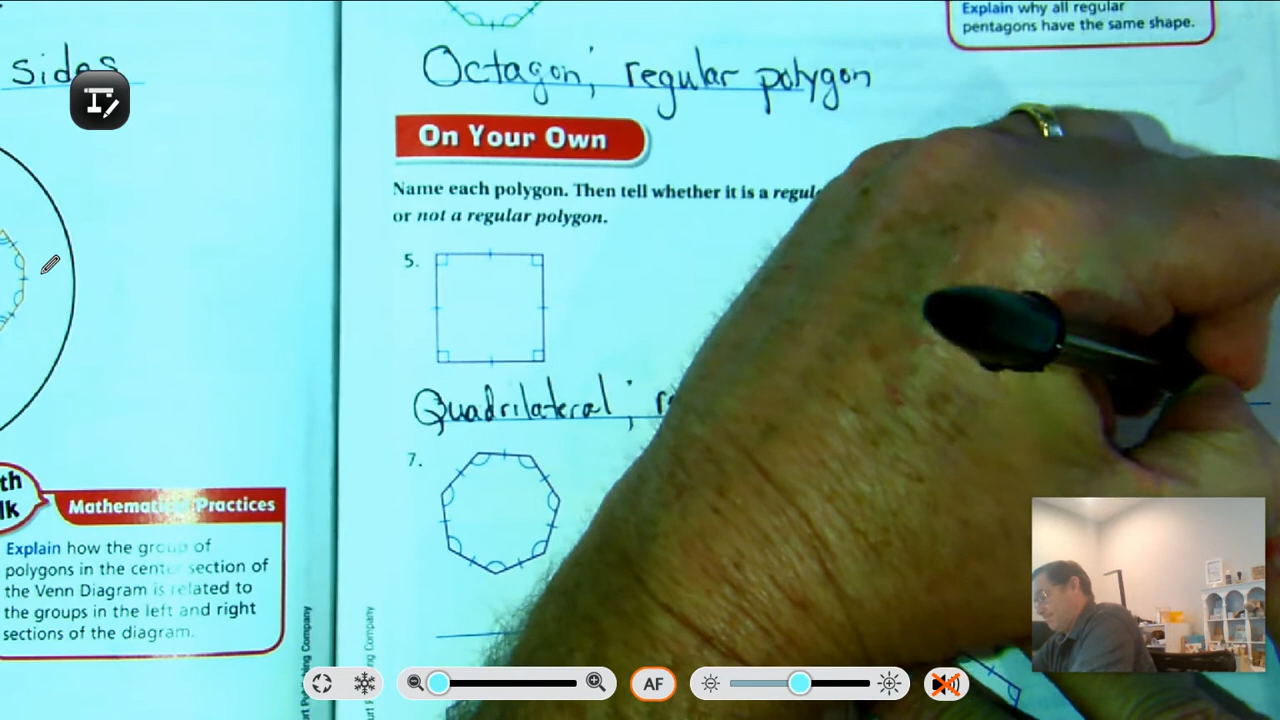 sides
Explain why all regular
pentagons have the same shape.
Octagon; regular polygon
On Your Own
Name each polygon. Then tell whether it is a
or not a regular polygon.
5.
Quadrilateral;
7.
Mathematical Practices
Explain how the group of
polygons in the center section of
the Venn Diagram is related to
the groups in the left and right
sections of the diagram.
AF